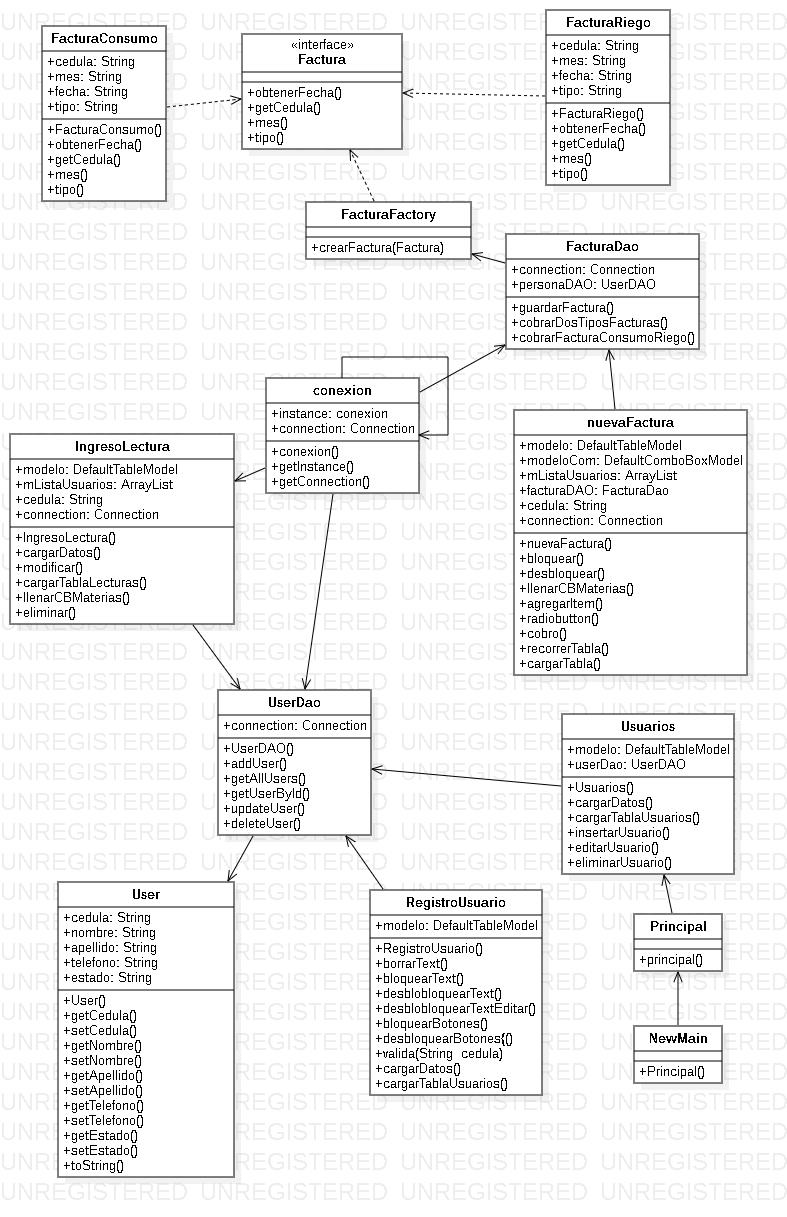 FacturaConsumo
+cedula: String
+mes: String
+fecha: String
+tipo: String
+FacturaConsumo()
+obtenerFecha()
+getCedula()
+mes()
+tipo()
«interface»
Factura
+obtenerFecha()
+getCedula()
+mes()
+tipo()
FacturaRiego
+cedula: String
+mes: String
+fecha: String
+tipo: String
+FacturaRiego()
+obtenerFecha()
+getCedula()
+mes()
+tipo()
FacturaFactory
+crearFactura(Factura)
FacturaDao
+connection: Connection
+personaDAO: UserDAO
+guardarFactura()
+cobrarDosTiposFacturas()
+cobrarFacturaConsumoRiego()
conexion
+instance: conexion
+connection: Connection
+conexion()
+getInstance()
+getConnection()
IngresoLectura
+modelo: DefaultTableModel
+mListaUsuarios: ArrayList
+cedula: String
+connection: Connection
+IngresoLectura()
+cargarDatos()
+modificar()
+cargarTablaLecturas()
+llenarCBMaterias()
+eliminar()
nuevaFactura
+modelo: DefaultTableModel
+modeloCom: DefaultComboBoxModel
+mListaUsuarios: ArrayList
+facturaDAO: FacturaDao
+cedula: String
+connection: Connection
+nuevaFactura()
+bloquear()
+desbloquear()
+llenarCBMaterias()
+agregarItem()
+radiobutton()
+cobro()
+recorrerTabla()
+cargarTabla()
UserDao
+connection: Connection
+UserDAO()
+addUser()
+getAllUsers()
+getUserById()
+updateUser()
+deleteUser()
Usuarios
+modelo: DefaultTableModel
+userDao: UserDAO
+Usuarios()
+cargarDatos()
+cargarTablaUsuarios()
+insertarUsuario()
+editarUsuario()
+eliminarUsuario()
User
+cedula: String
+nombre: String
+apellido: String
+telefono: String
+estado: String
+User()
+getCedula()
+setCedula()
+getNombre()
+setNombre()
+getApellido()
+setApellido()
+getTelefono()
+setTelefono()
+getEstado()
+setEstado()
+toString()
RegistroUsuario
+modelo: DefaultTableModel
+RegistroUsuario()
+borrarText()
+bloquearText()
+desblobloquearText()
+desblobloquearTextEditar()
+bloquearBotones()
+desbloquearBotones{()
+valida(String cedula)
+cargarDatos()
+cargarTablaUsuarios()
Principal
+principal()
NewMain
+Principal()
UNREGISTERED